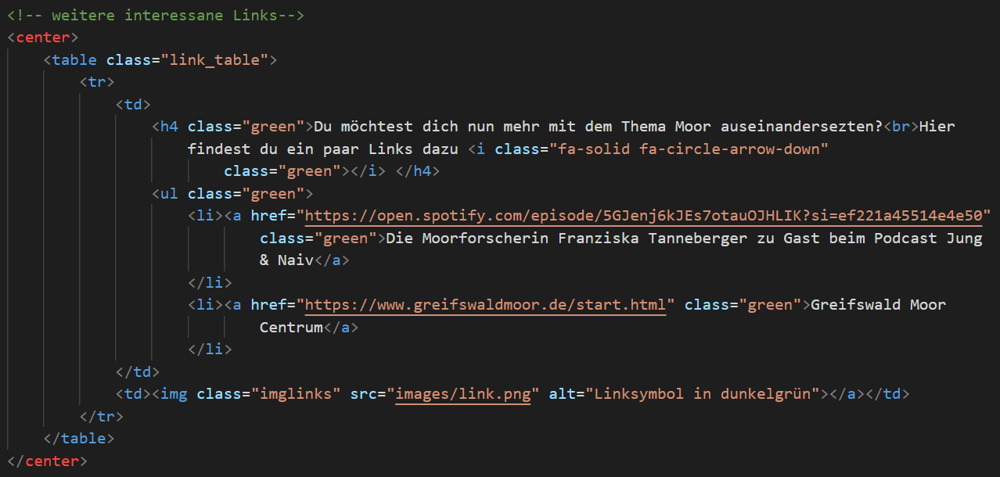 <!-- weitere interessane Links-->
<center>
<table class="link_table">
<tr>
<td>
<h4 class="green">Du möchtest dich nun mehr mit dem Thema Moor auseinandersezten?<br>Hier
findest du ein paar Links dazu <i class="fa-solid fa-circle-arrow-down"
class="green"></i> </h4>
<ul class="green">
<li><a href="https://open.spotify.com/episode/5GJenj6kJEs7otauOJHLIK?si=ef221a45514e4e50"
class="green">Die Moorforscherin Franziska Tanneberger zu Gast beim Podcast Jung
& Naiv</a>
</li>
<li><a href="https://www.greifswaldmoor.de/start.html" class="green">Greifswald Moor
Centrum</a>
</li>
</td>
<td><img class="imglinks" src="images/link.png" alt="Linksymbol in dunkelgrün"></a></td>
</tr>
</table>
</center>